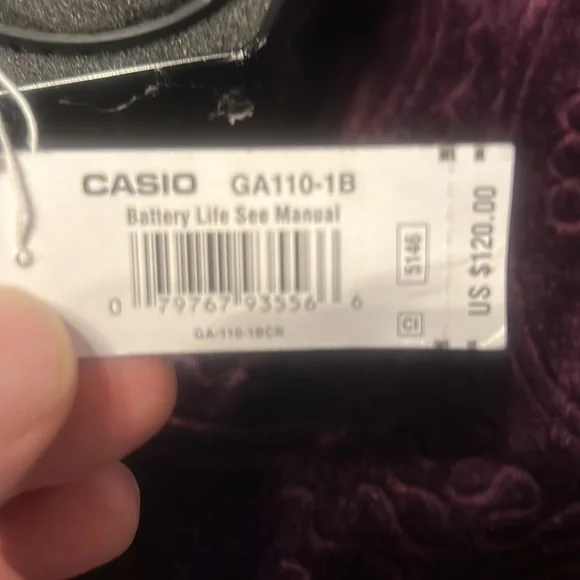 CASIO GA110-1B
Battery Life See Manual
0 79767 93556 6
GA-110-1BCR
5146
CI
US $120.00